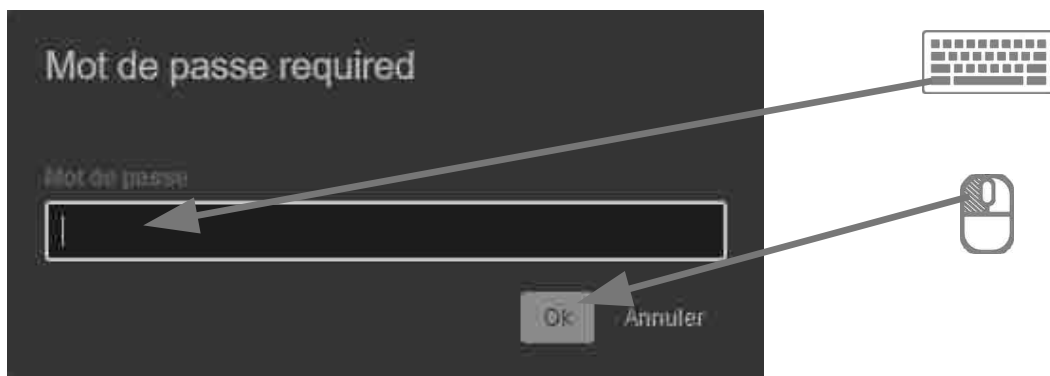 Mot de passe required
Mot de passe
Ok
Annuler